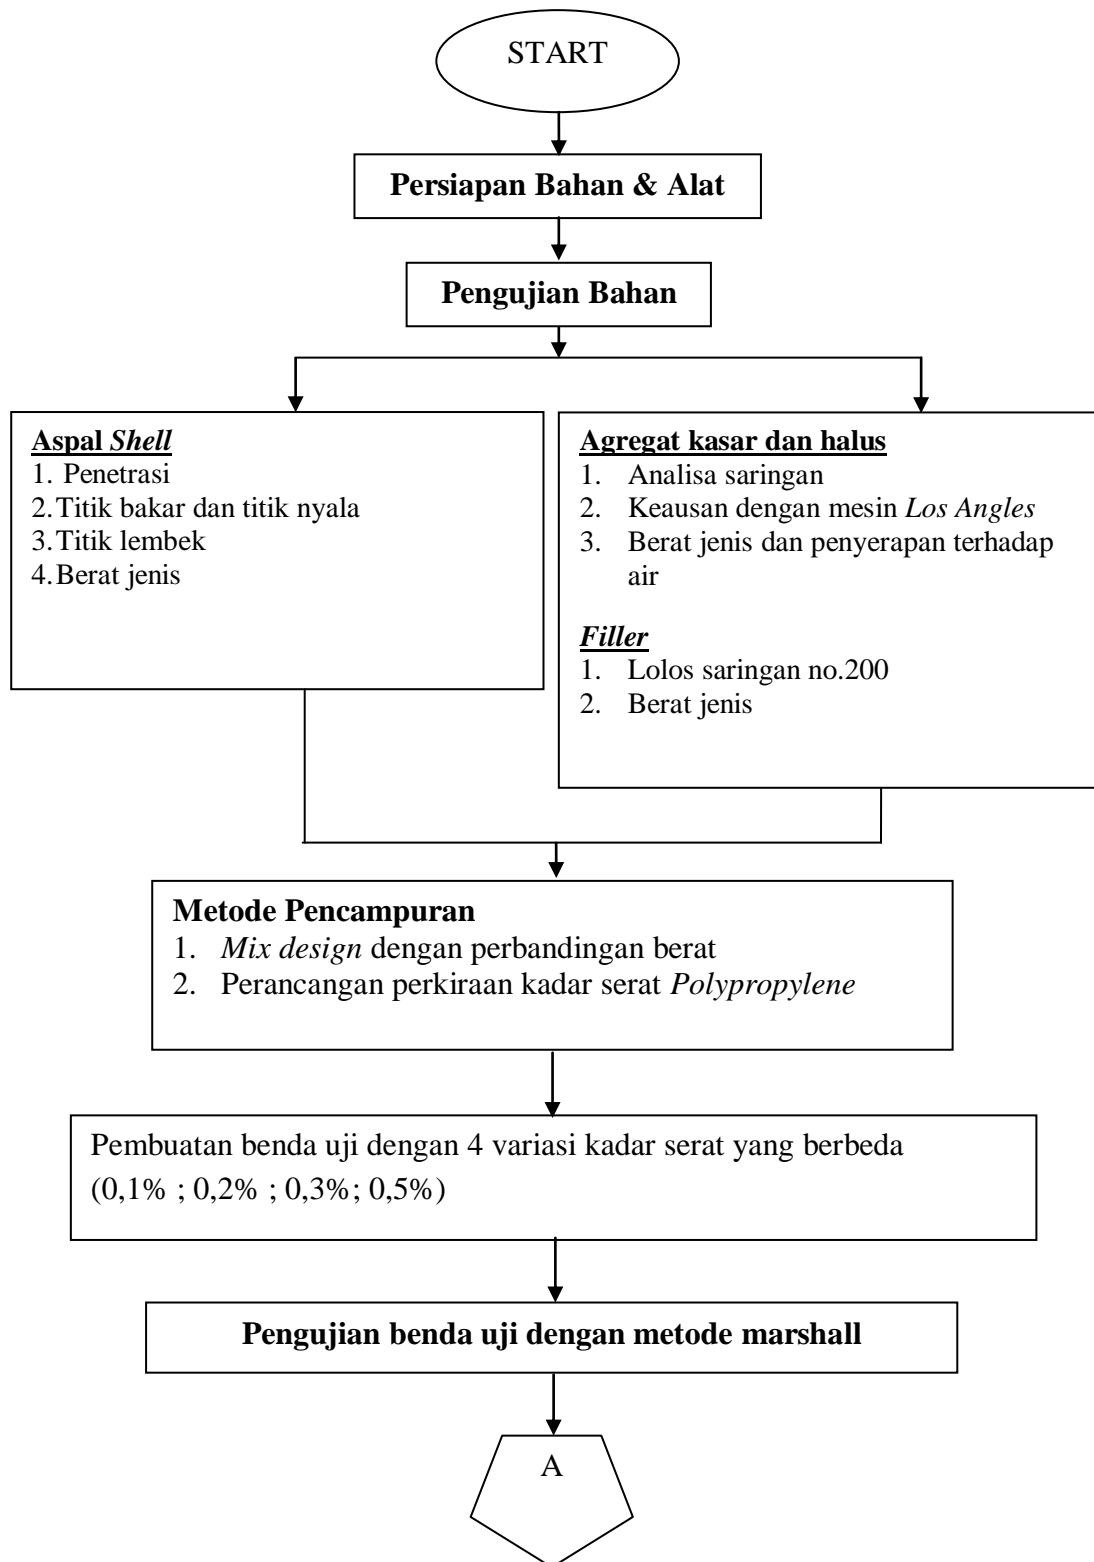 START
Persiapan Bahan & Alat
Pengujian Bahan
Aspal Shell
1. Penetrasi
2. Titik bakar dan titik nyala
3. Titik lembek
4. Berat jenis
Agregat kasar dan halus
1. Analisa saringan
2. Keausan dengan mesin Los Angles
3. Berat jenis dan penyerapan terhadap
air
Filler
1. Lolos saringan no.200
2. Berat jenis
Metode Pencampuran
1. Mix design dengan perbandingan berat
2. Perancangan perkiraan kadar serat Polypropylene
Pembuatan benda uji dengan 4 variasi kadar serat yang berbeda
(0,1% ; 0,2% ; 0,3%; 0,5%)
Pengujian benda uji dengan metode marshall
A